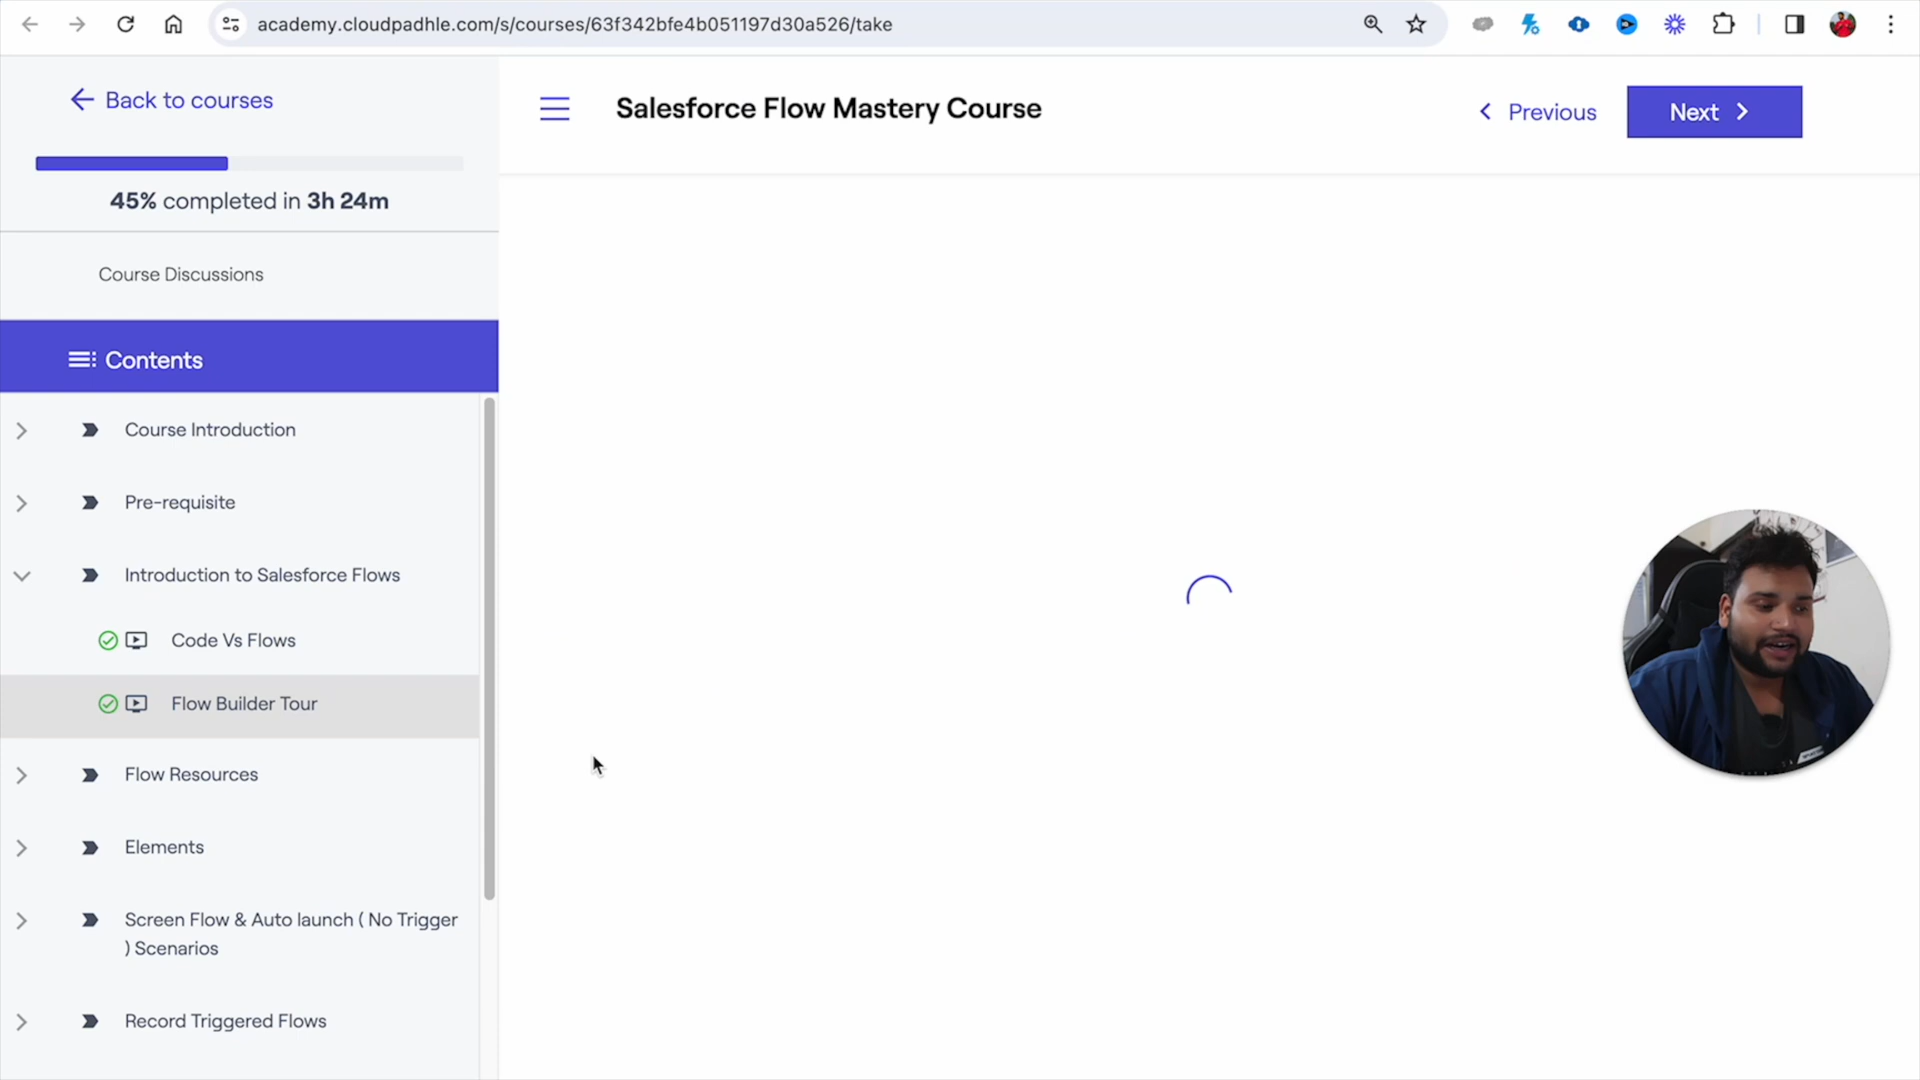 academy.cloudpadhle.com/s/courses/63f342bfe4b051197d30a526/take
Back to courses
45% completed in 3h 24m
Course Discussions
Contents
Course Introduction
Pre-requisite
Introduction to Salesforce Flows
Code Vs Flows
Flow Builder Tour
Flow Resources
Elements
Screen Flow & Auto launch ( No Trigger
) Scenarios
Record Triggered Flows
Salesforce Flow Mastery Course
Previous
Next